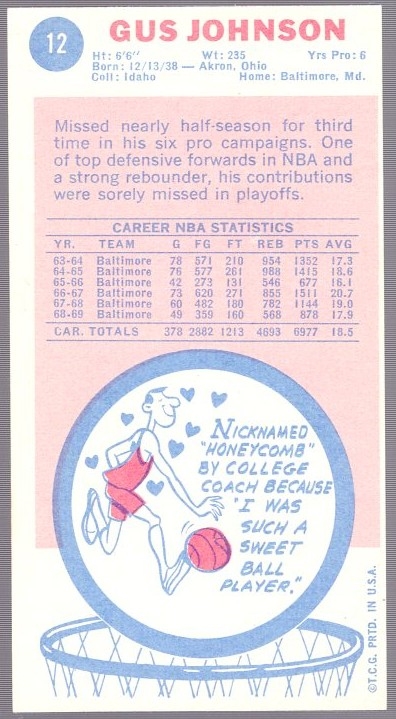 12
GUS JOHNSON
Ht: 6'6" Wt: 235 Yrs Pro: 6
Born: 12/13/38 — Akron, Ohio
Coll: Idaho Home: Baltimore, Md.
Missed nearly half-season for third
time in his six pro campaigns. One
of top defensive forwards in NBA and
a strong rebounder, his contributions
were sorely missed in playoffs.
CAREER NBA STATISTICS
YR. TEAM G FG FT REB PTS AVG
63-64 Baltimore 78 571 210 954 1352 17.3
64-65 Baltimore 76 577 261 988 1415 18.6
65-66 Baltimore 42 273 131 546 677 16.1
66-67 Baltimore 73 620 271 855 1511 20.7
67-68 Baltimore 60 482 180 782 1144 19.0
68-69 Baltimore 49 359 160 568 878 17.9
CAR. TOTALS 378 2882 1213 4693 6977 18.5
NICKNAMED
"HONEYCOMB"
BY COLLEGE
COACH BECAUSE
"I WAS
SUCH A
SWEET
BALL
PLAYER."
©T.C.G. PRTD. IN U.S.A.